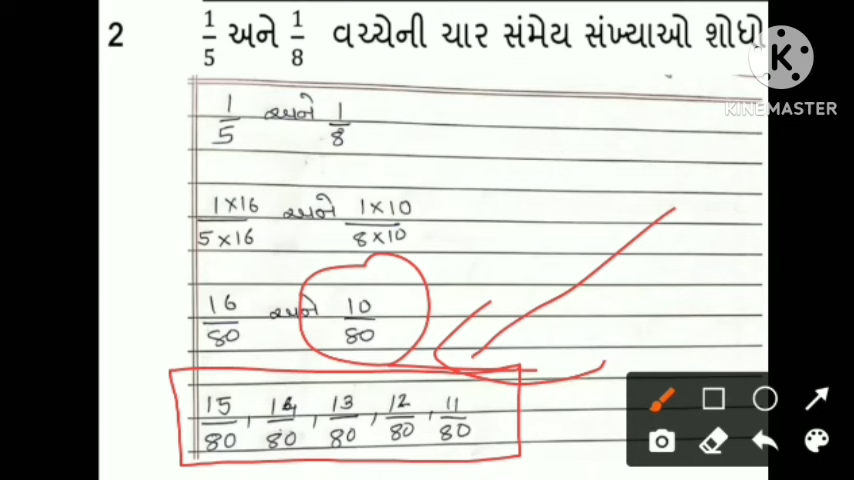 2 1/5 અને 1/8 વચ્ચેની ચાર સંમેય સંખ્યાઓ શોધો
K
KINEMASTER
1/5 અને 1/8
1×16/5×16 અને 1×10/8×10
16/80 અને 10/80
15/80, 14/80, 13/80, 12/80, 11/80